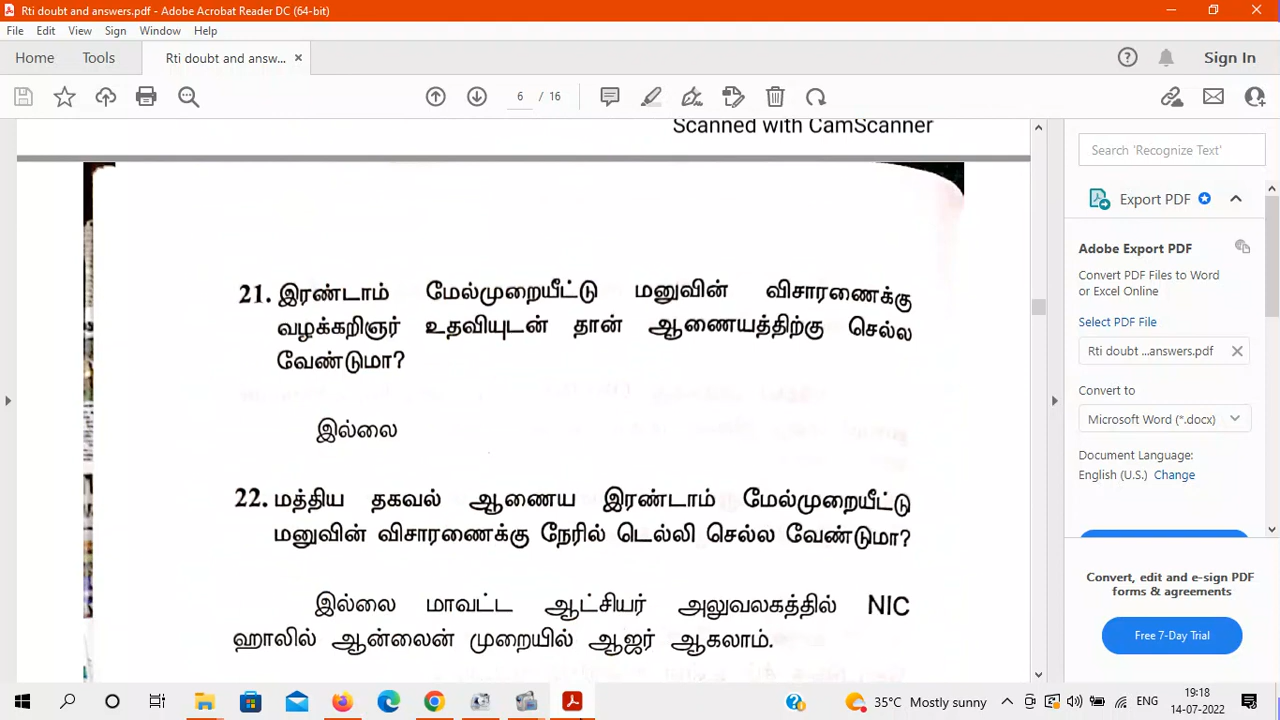 Rti doubt and answers.pdf - Adobe Acrobat Reader DC (64-bit)
File Edit View Sign Window Help
Home Tools Rti doubt and answ... ×
6 / 16
Sign In
Scanned with CamScanner
21. இரண்டாம் மேல்முறையீட்டு மனுவின் விசாரணைக்கு
வழக்கறிஞர் உதவியுடன் தான் ஆணையத்திற்கு செல்ல
வேண்டுமா?
இல்லை
22. மத்திய தகவல் ஆணைய இரண்டாம் மேல்முறையீட்டு
மனுவின் விசாரணைக்கு நேரில் டெல்லி செல்ல வேண்டுமா?
இல்லை மாவட்ட ஆட்சியர் அலுவலகத்தில் NIC
ஹாலில் ஆன்லைன் முறையில் ஆஜர் ஆகலாம்.
Search 'Recognize Text'
Export PDF
Adobe Export PDF
Convert PDF Files to Word
or Excel Online
Select PDF File
Rti doubt ...answers.pdf
Convert to
Microsoft Word (*.docx)
Document Language:
English (U.S.) Change
Convert, edit and e-sign PDF
forms & agreements
Free 7-Day Trial
35°C Mostly sunny
ENG
19:18
14-07-2022